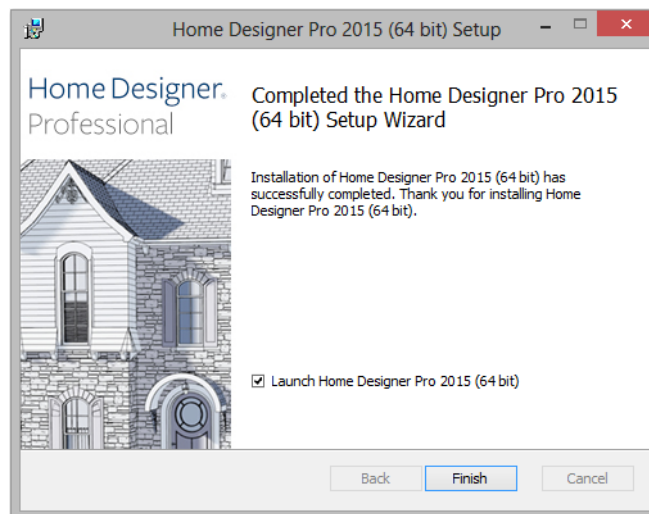 Home Designer Pro 2015 (64 bit) Setup
Home Designer.
Professional
Completed the Home Designer Pro 2015
(64 bit) Setup Wizard
Installation of Home Designer Pro 2015 (64 bit) has
successfully completed. Thank you for installing Home
Designer Pro 2015 (64 bit).
Launch Home Designer Pro 2015 (64 bit)
Back Finish Cancel